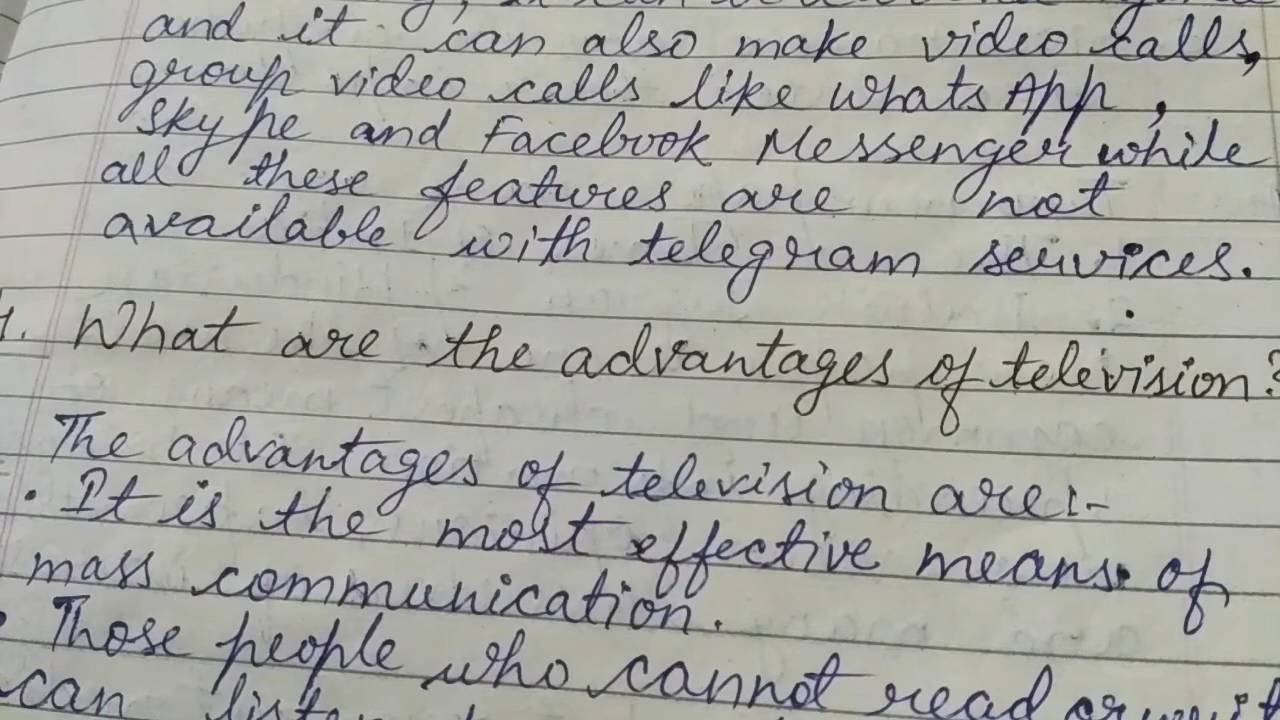 and it can also make video calls,
group video calls like whatsApp,
skype and Facebook Messenger while
all these features are not
available with telegram services.
1. What are the advantages of television?
The advantages of television are:-
• It is the most effective means of
mass communication.
• Those people who cannot read or
can